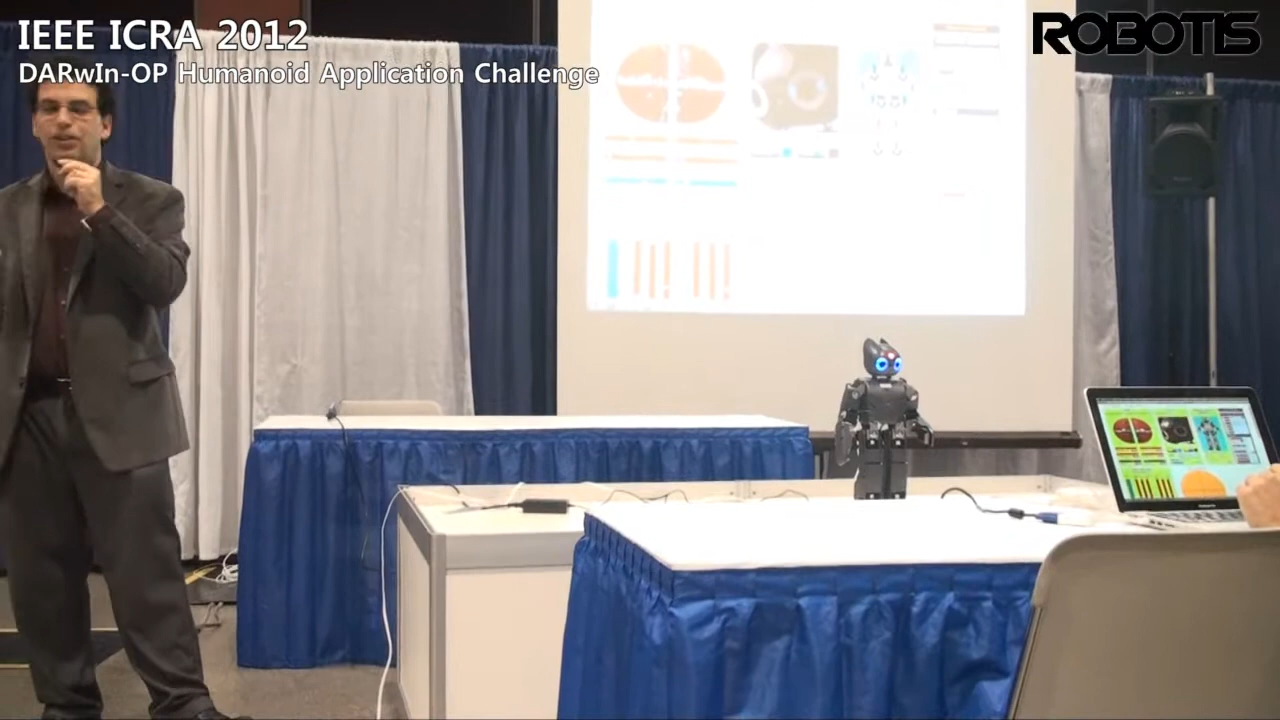 IEEE ICRA 2012
DARwIn-OP Humanoid Application Challenge
ROBOTIS